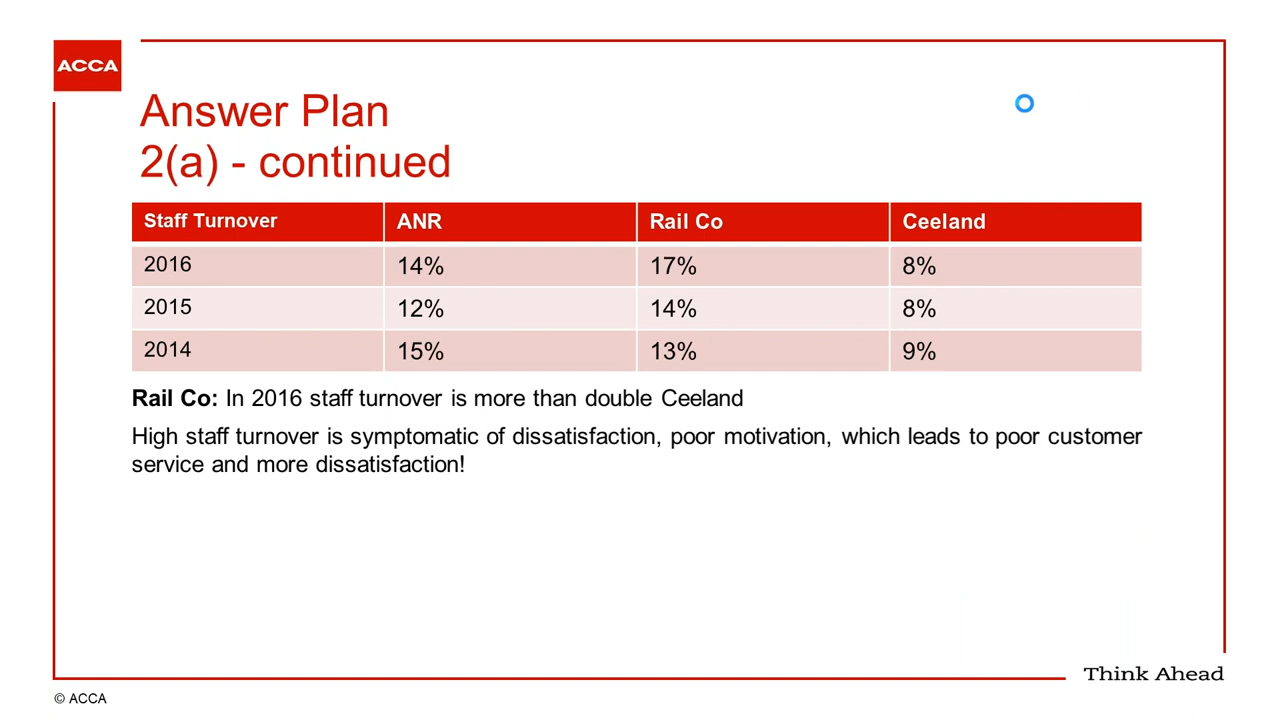 ACCA
Answer Plan
2(a) - continued
Staff Turnover ANR Rail Co Ceeland
2016 14% 17% 8%
2015 12% 14% 8%
2014 15% 13% 9%
Rail Co: In 2016 staff turnover is more than double Ceeland
High staff turnover is symptomatic of dissatisfaction, poor motivation, which leads to poor customer
service and more dissatisfaction!
Think Ahead
© ACCA